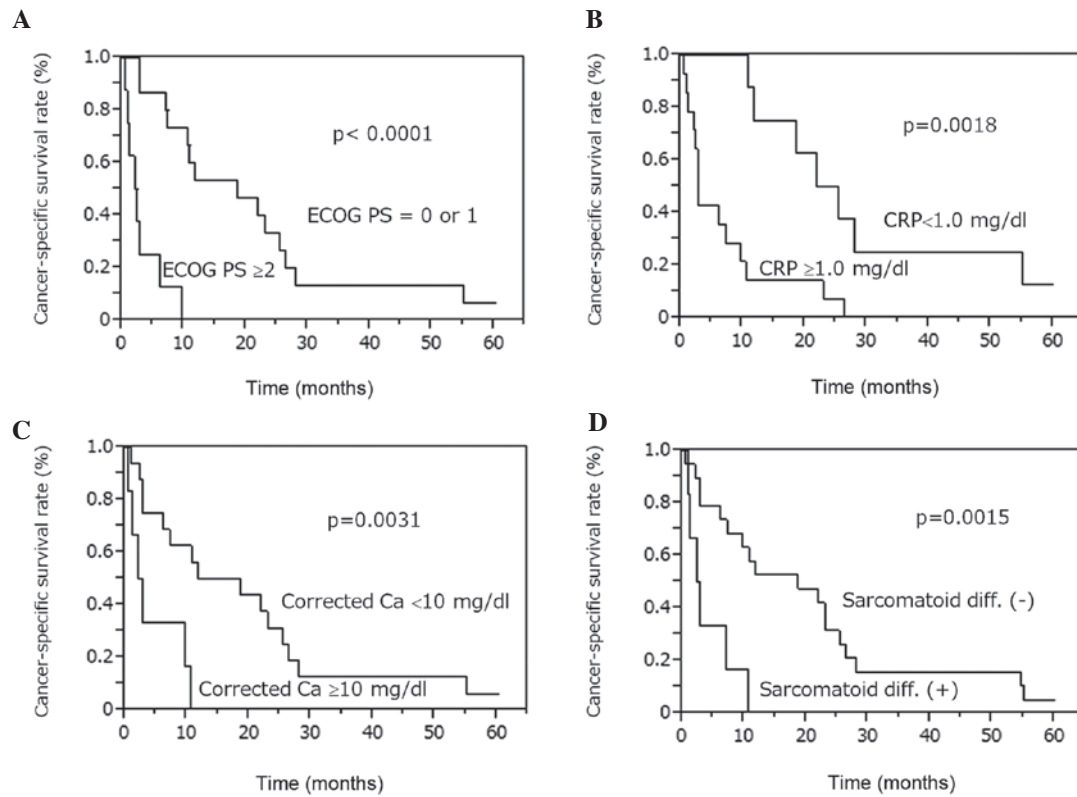 A
Cancer-specific survival rate (%)
1.0
0.8
0.6
0.4
0.2
0
p< 0.0001
ECOG PS = 0 or 1
ECOG PS ≥2
0 10 20 30 40 50 60
Time (months)
B
Cancer-specific survival rate (%)
1.0
0.8
0.6
0.4
0.2
0
p=0.0018
CRP<1.0 mg/dl
CRP ≥1.0 mg/dl
0 10 20 30 40 50 60
Time (months)
C
Cancer-specific survival rate (%)
1.0
0.8
0.6
0.4
0.2
0
p=0.0031
Corrected Ca <10 mg/dl
Corrected Ca ≥10 mg/dl
0 10 20 30 40 50 60
Time (months)
D
Cancer-specific survival rate (%)
1.0
0.8
0.6
0.4
0.2
0
p=0.0015
Sarcomatoid diff. (-)
Sarcomatoid diff. (+)
0 10 20 30 40 50 60
Time (months)